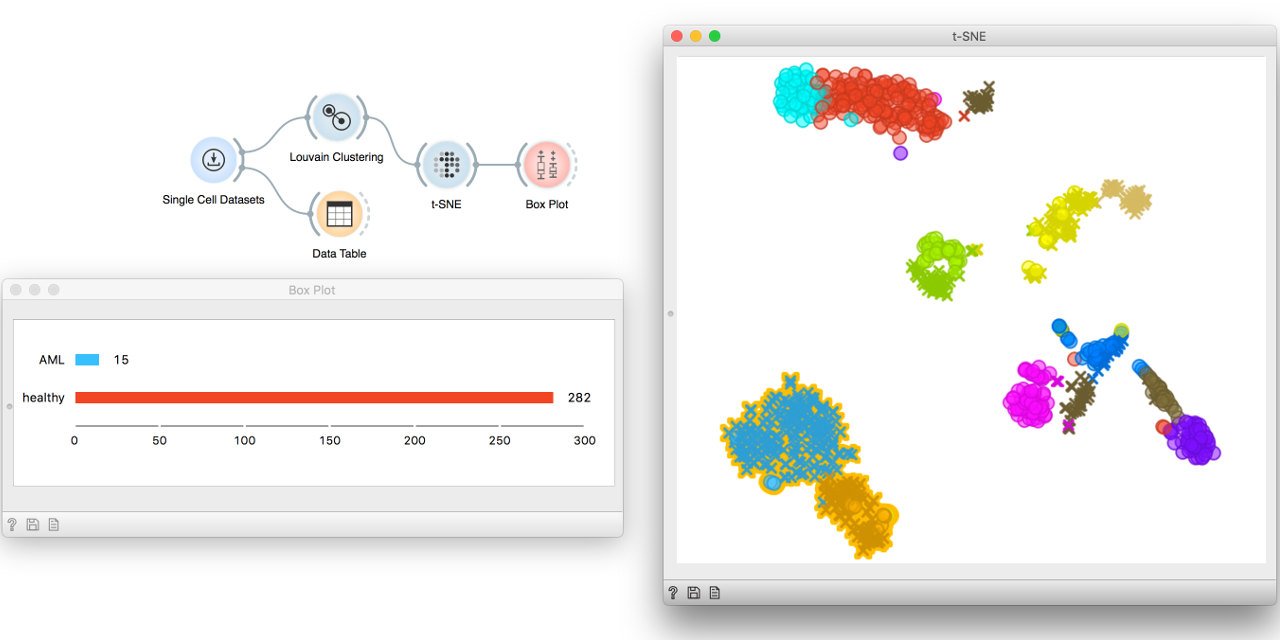 Louvain Clustering
Single Cell Datasets
t-SNE
Box Plot
Data Table
Box Plot
AML 15
healthy 282
0 50 100 150 200 250 300
?
t-SNE
?